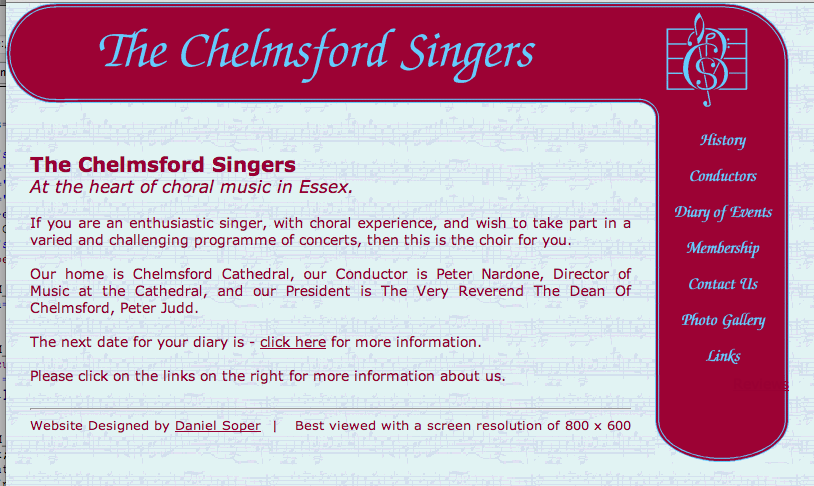 The Chelmsford Singers
History
Conductors
Diary of Events
Membership
Contact Us
Photo Gallery
Links
The Chelmsford Singers
At the heart of choral music in Essex.
If you are an enthusiastic singer, with choral experience, and wish to take part in a
varied and challenging programme of concerts, then this is the choir for you.
Our home is Chelmsford Cathedral, our Conductor is Peter Nardone, Director of
Music at the Cathedral, and our President is The Very Reverend The Dean Of
Chelmsford, Peter Judd.
The next date for your diary is - click here for more information.
Please click on the links on the right for more information about us.
Website Designed by Daniel Soper | Best viewed with a screen resolution of 800 x 600